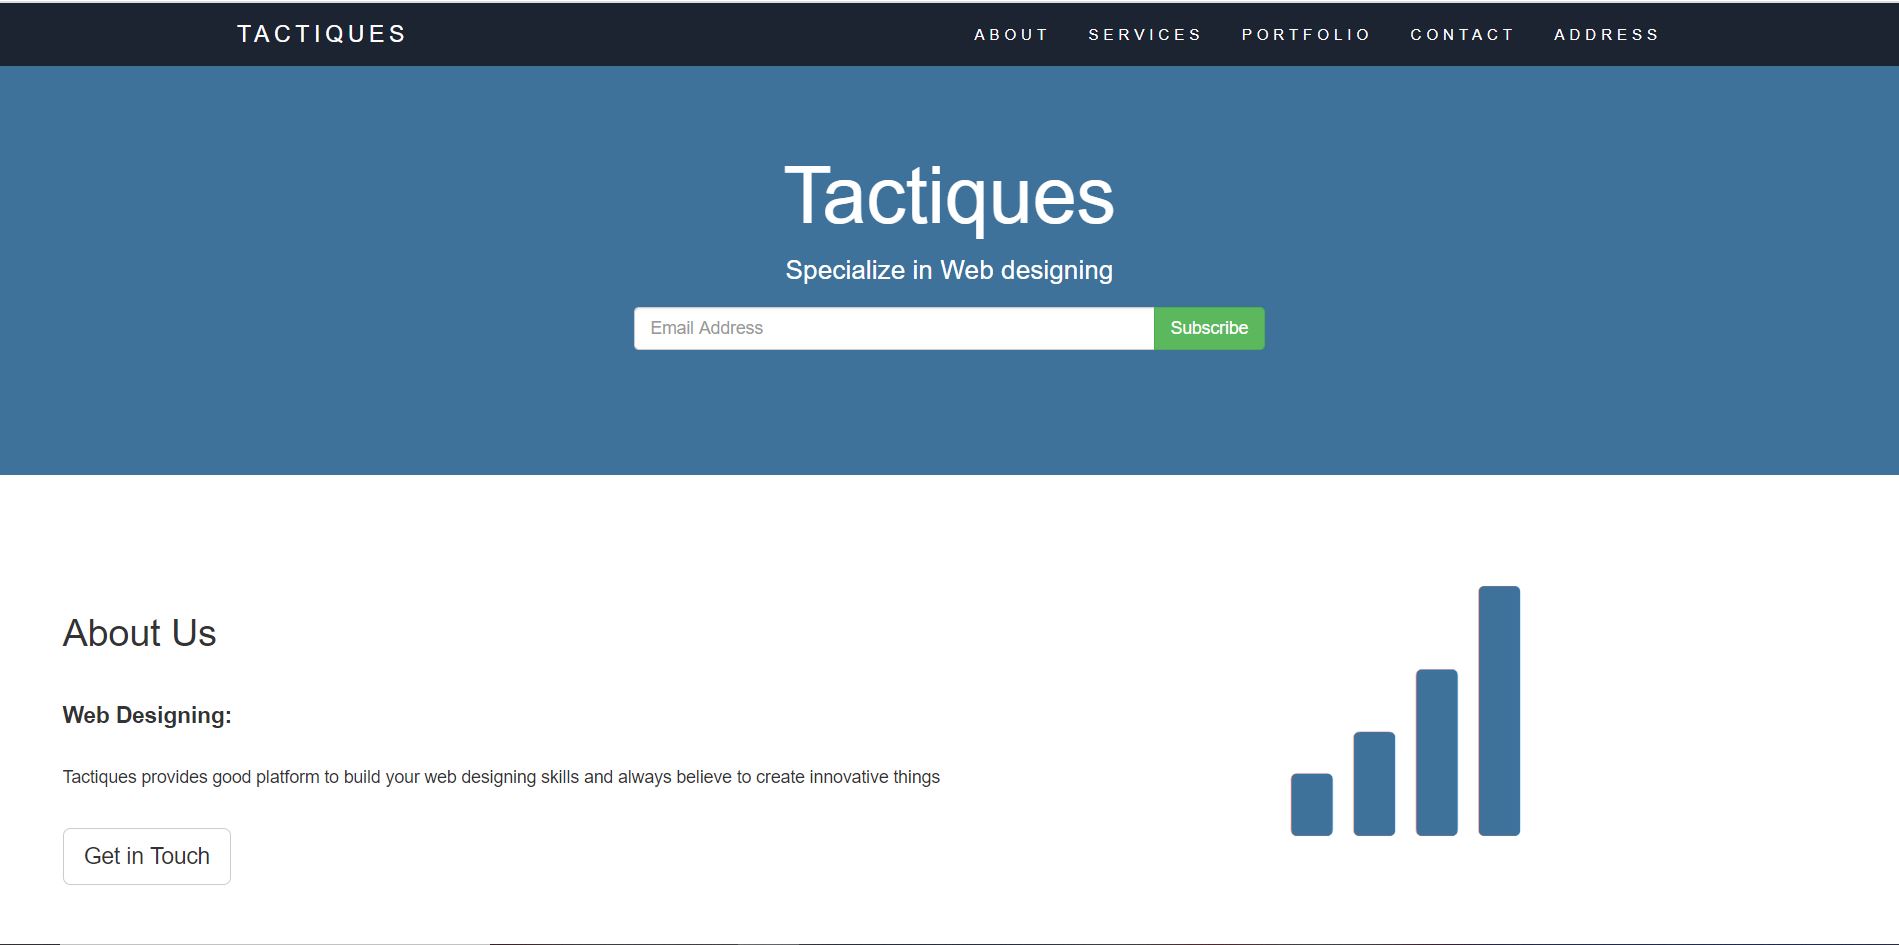 TACTIQUES ABOUT SERVICES PORTFOLIO CONTACT ADDRESS
Tactiques
Specialize in Web designing
Email Address Subscribe
About Us
Web Designing:
Tactiques provides good platform to build your web designing skills and always believe to create innovative things
Get in Touch